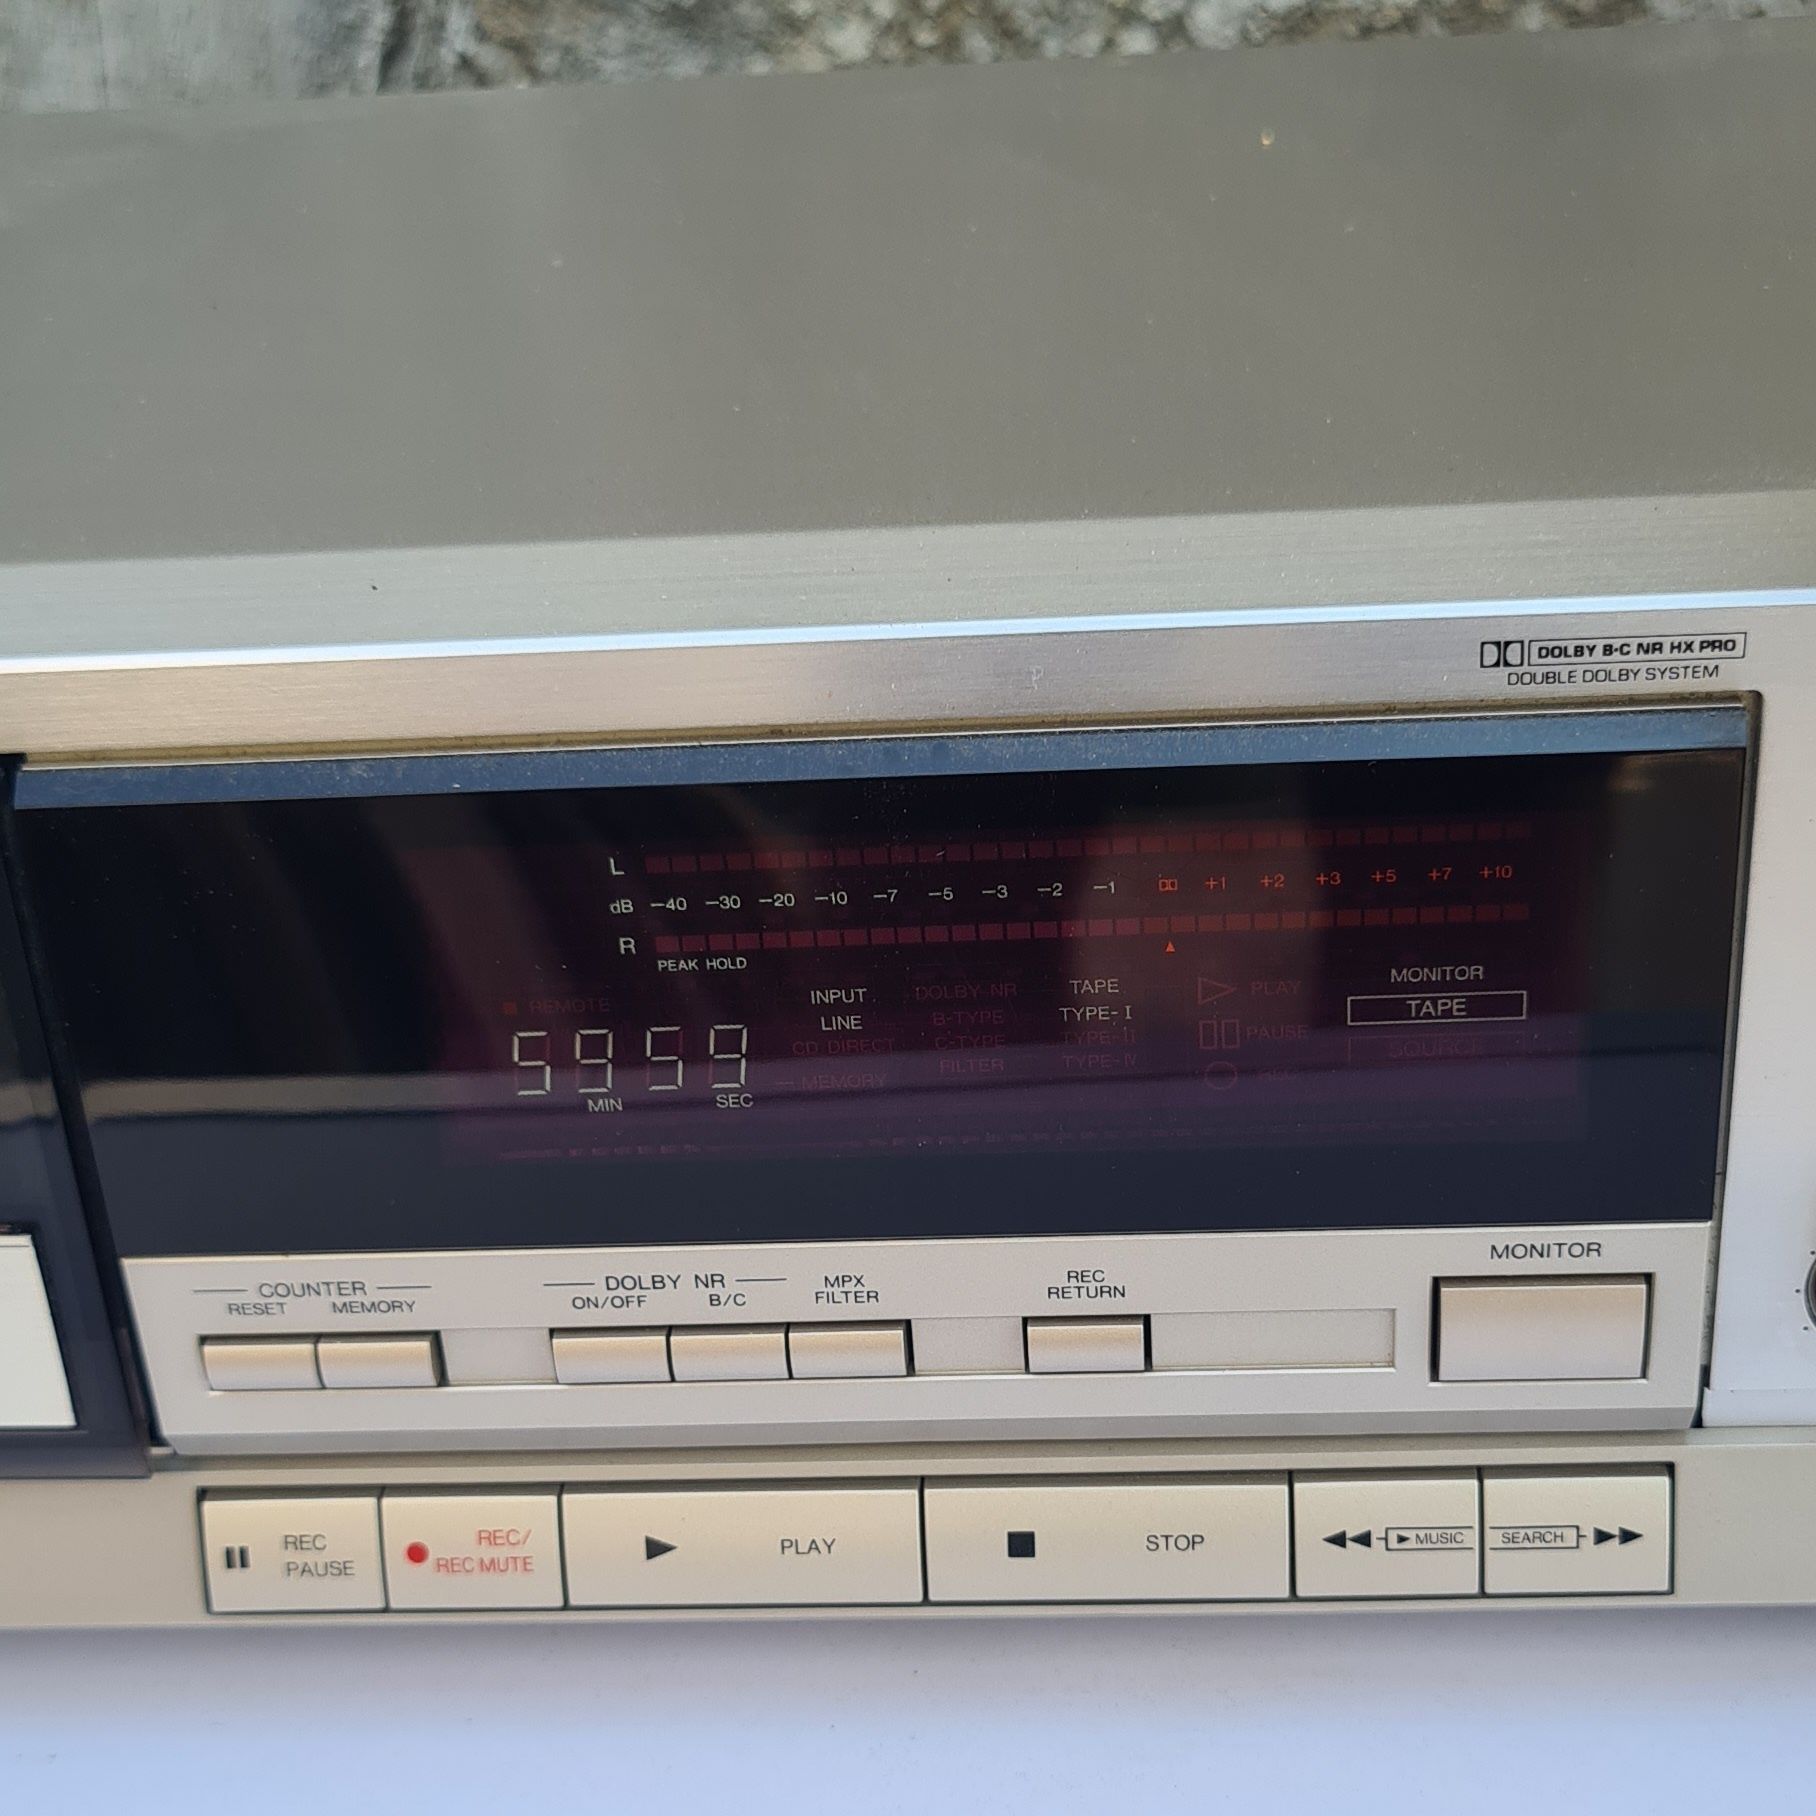 DOLBY B·C NR HX PRO
DOUBLE DOLBY SYSTEM
L
dB −40 −30 −20 −10 −7 −5 −3 −2 −1 +1 +2 +3 +5 +7 +10
R
PEAK HOLD
REMOTE
INPUT
LINE
CD DIRECT
MEMORY
DOLBY NR
B-TYPE
C-TYPE
FILTER
TAPE
TYPE-I
TYPE-II
TYPE-IV
PLAY
PAUSE
MONITOR
TAPE
SOURCE
59 59
MIN SEC
COUNTER
RESET MEMORY
DOLBY NR
ON/OFF B/C
MPX
FILTER
REC
RETURN
MONITOR
REC
PAUSE
REC/
REC MUTE
PLAY
STOP
MUSIC
SEARCH